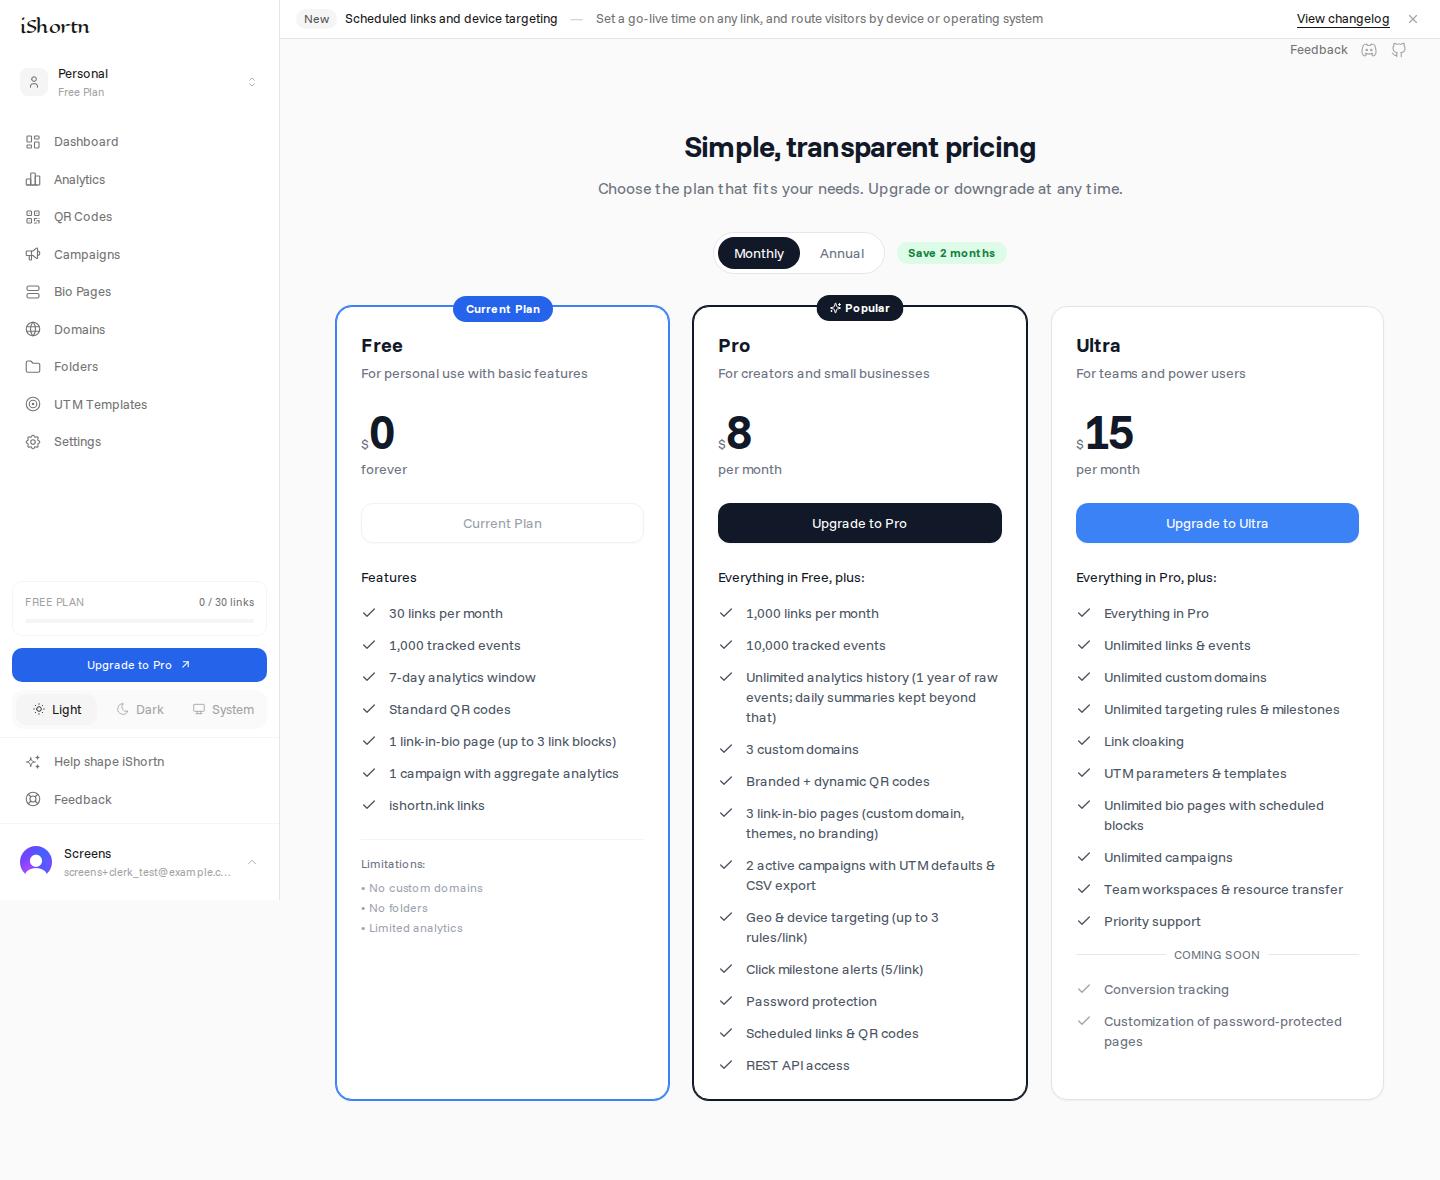 iShortn
Personal
Free Plan
Dashboard
Analytics
QR Codes
Campaigns
Bio Pages
Domains
Folders
UTM Templates
Settings
FREE PLAN 0 / 30 links
Upgrade to Pro
Light Dark System
Help shape iShortn
Feedback
Screens
screens+clerk_test@example.c...
New Scheduled links and device targeting — Set a go-live time on any link, and route visitors by device or operating system View changelog
Feedback
Simple, transparent pricing
Choose the plan that fits your needs. Upgrade or downgrade at any time.
Monthly Annual Save 2 months
Current Plan
Free
For personal use with basic features
$0
forever
Current Plan
Features
30 links per month
1,000 tracked events
7-day analytics window
Standard QR codes
1 link-in-bio page (up to 3 link blocks)
1 campaign with aggregate analytics
ishortn.ink links
Limitations:
• No custom domains
• No folders
• Limited analytics
Popular
Pro
For creators and small businesses
$8
per month
Upgrade to Pro
Everything in Free, plus:
1,000 links per month
10,000 tracked events
Unlimited analytics history (1 year of raw
events; daily summaries kept beyond
that)
3 custom domains
Branded + dynamic QR codes
3 link-in-bio pages (custom domain,
themes, no branding)
2 active campaigns with UTM defaults &
CSV export
Geo & device targeting (up to 3
rules/link)
Click milestone alerts (5/link)
Password protection
Scheduled links & QR codes
REST API access
Ultra
For teams and power users
$15
per month
Upgrade to Ultra
Everything in Pro, plus:
Everything in Pro
Unlimited links & events
Unlimited custom domains
Unlimited targeting rules & milestones
Link cloaking
UTM parameters & templates
Unlimited bio pages with scheduled
blocks
Unlimited campaigns
Team workspaces & resource transfer
Priority support
COMING SOON
Conversion tracking
Customization of password-protected
pages